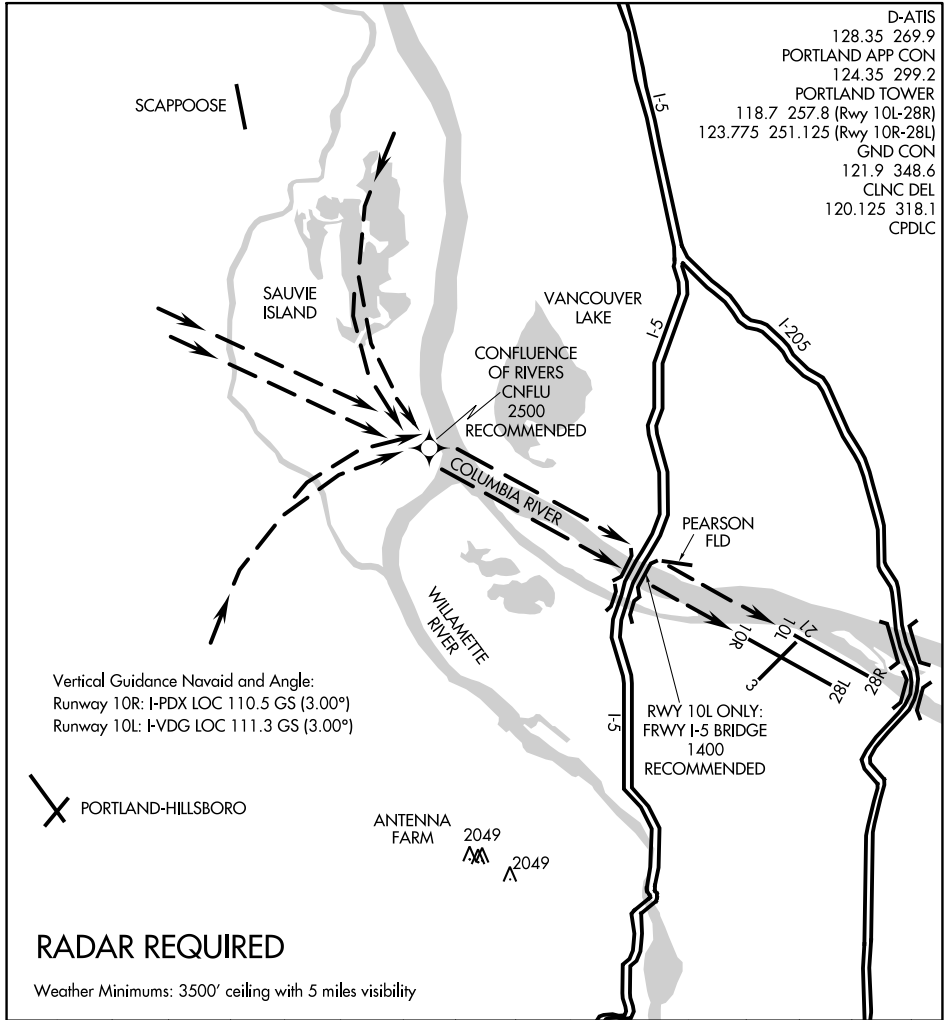 D-ATIS
128.35 269.9
PORTLAND APP CON
124.35 299.2
PORTLAND TOWER
118.7 257.8 (Rwy 10L-28R)
123.775 251.125 (Rwy 10R-28L)
GND CON
121.9 348.6
CLNC DEL
120.125 318.1
CPDLC
I-5
SCAPPOOSE
SAUVIE
ISLAND
VANCOUVER
LAKE
I-5
I-205
CONFLUENCE
OF RIVERS
CNFLU
2500
RECOMMENDED
COLUMBIA RIVER
PEARSON
FLD
WILLAMETTE
RIVER
10R
10L
21
3
28L
28R
Vertical Guidance Navaid and Angle:
Runway 10R: I-PDX LOC 110.5 GS (3.00°)
Runway 10L: I-VDG LOC 111.3 GS (3.00°)
I-5
RWY 10L ONLY:
FRWY I-5 BRIDGE
1400
RECOMMENDED
PORTLAND-HILLSBORO
ANTENNA
FARM
2049
2049
RADAR REQUIRED
Weather Minimums: 3500' ceiling with 5 miles visibility